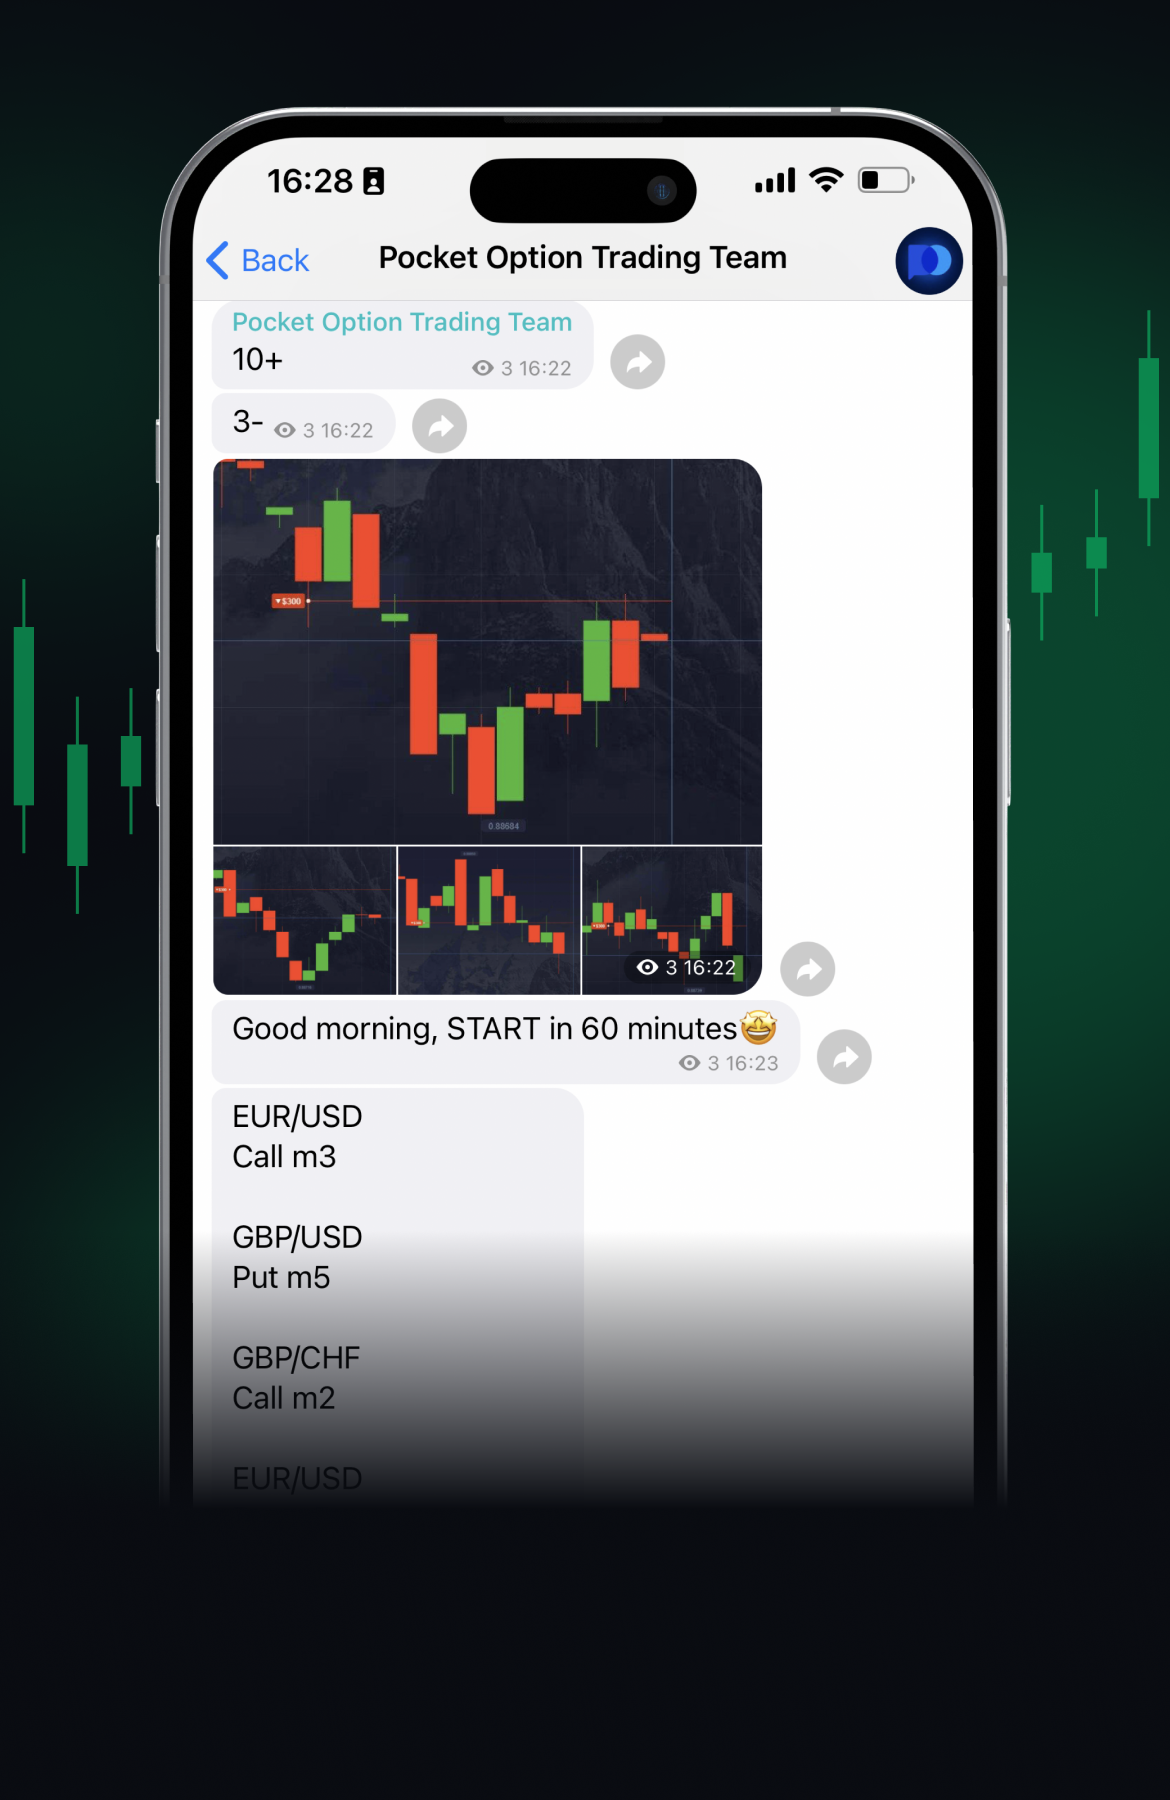 16:28
Back
Pocket Option Trading Team
Pocket Option Trading Team
10+
3 16:22
3-
3 16:22
▼$300
0.88684
3 16:22
Good morning, START in 60 minutes🤩
3 16:23
EUR/USD
Call m3
GBP/USD
Put m5
GBP/CHF
Call m2
EUR/USD